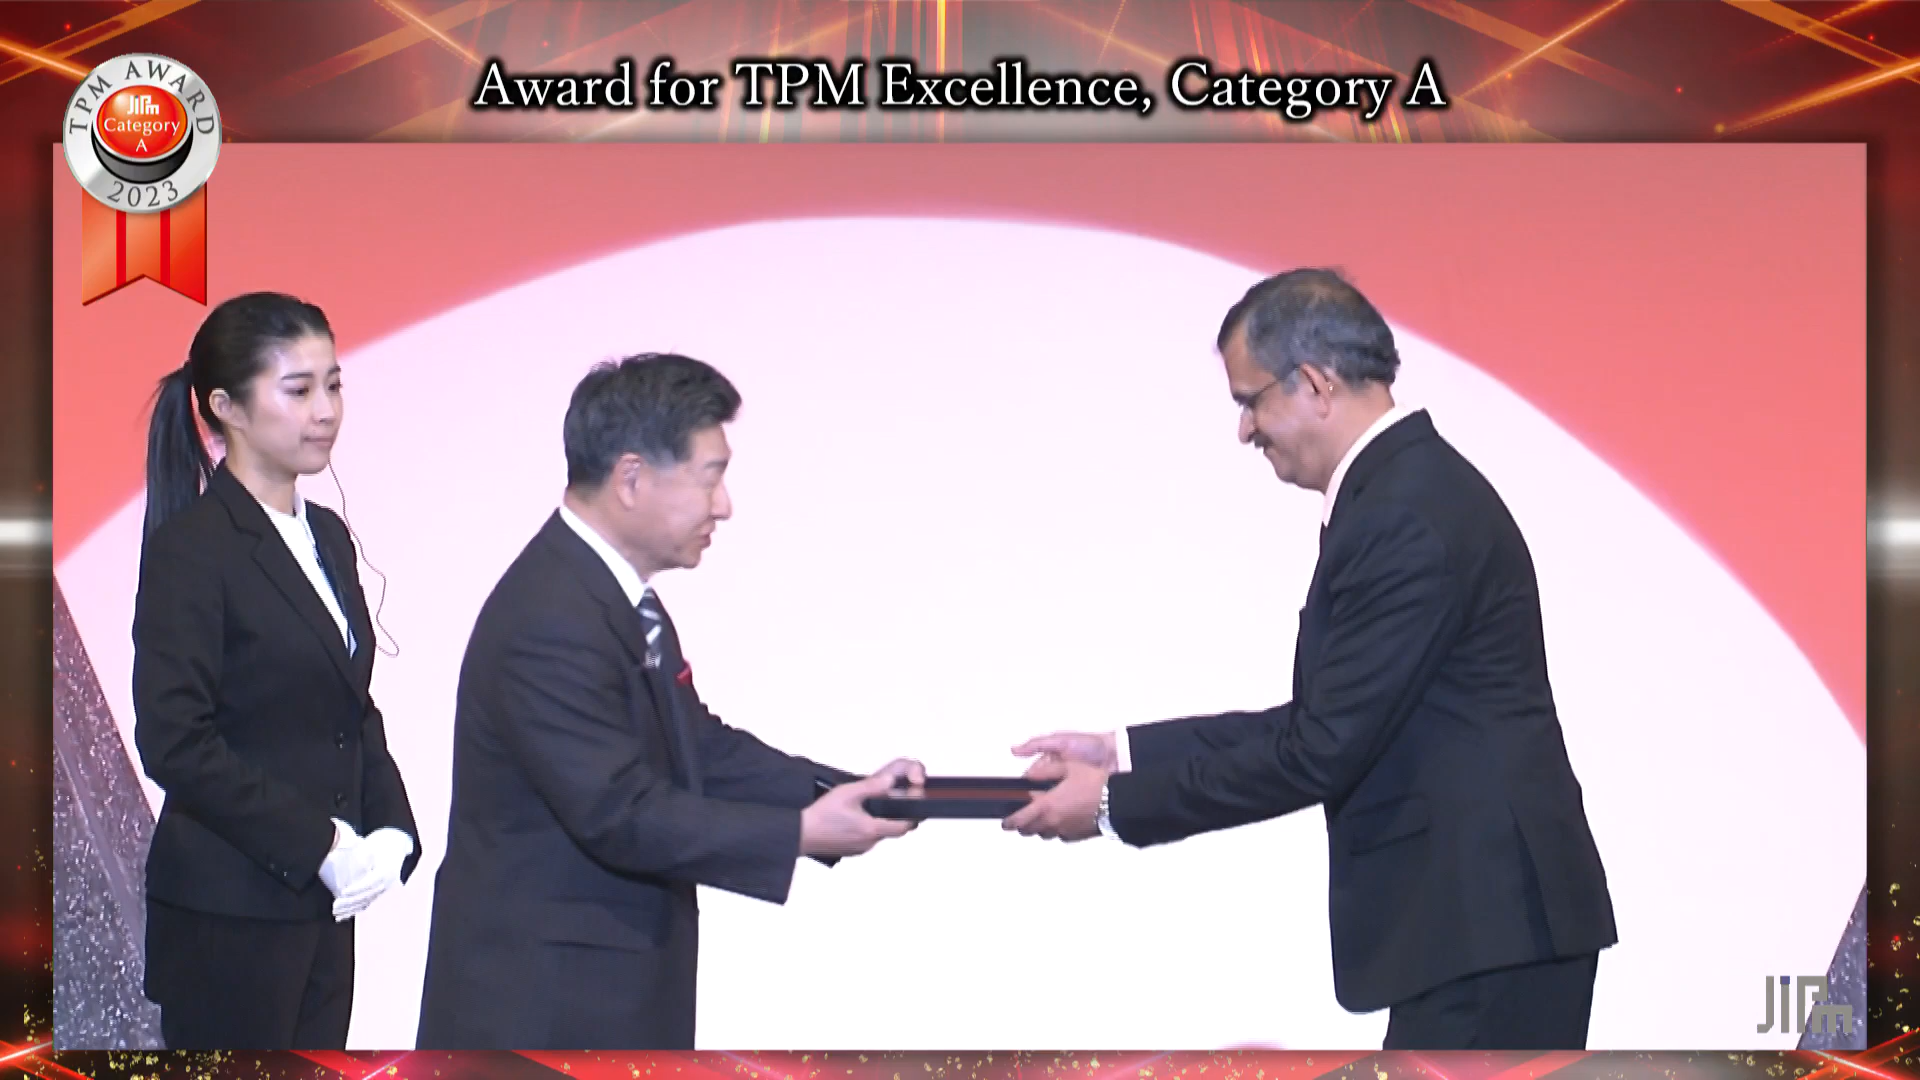 Award for TPM Excellence, Category A
TPM AWARD
JIPm
Category
A
2023
JIPm